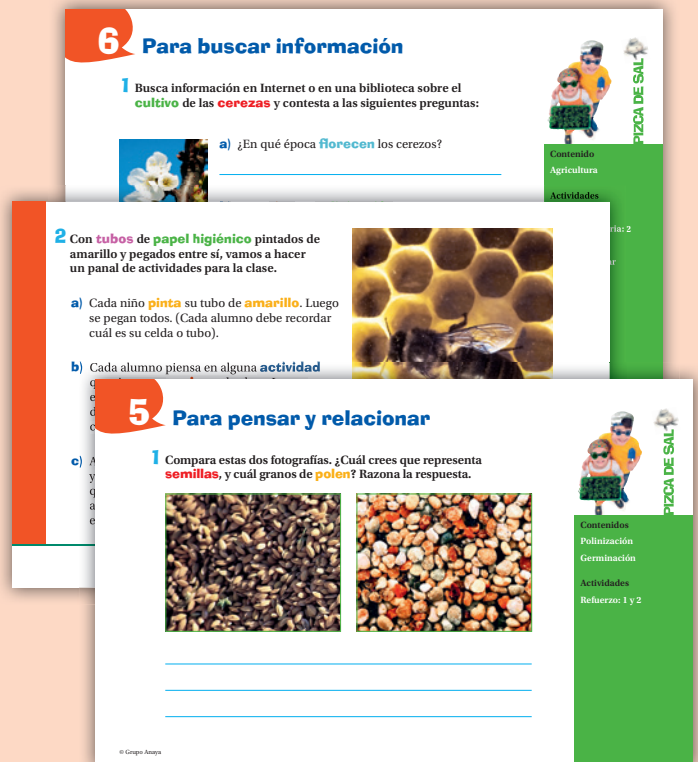 6 Para buscar información
1 Busca información en Internet o en una biblioteca sobre el
cultivo de las cerezas y contesta a las siguientes preguntas:
a) ¿En qué época florecen los cerezos?
PIZCA DE SAL
Contenido
Agricultura
Actividades
ria: 2
2 Con tubos de papel higiénico pintados de
amarillo y pegados entre sí, vamos a hacer
un panal de actividades para la clase.
a) Cada niño pinta su tubo de amarillo. Luego
se pegan todos. (Cada alumno debe recordar
cuál es su celda o tubo).
b) Cada alumno piensa en alguna actividad
c) A
y
q
a
e
5 Para pensar y relacionar
1 Compara estas dos fotografías. ¿Cuál crees que representa
semillas, y cuál granos de polen? Razona la respuesta.
PIZCA DE SAL
Contenidos
Polinización
Germinación
Actividades
Refuerzo: 1 y 2
© Grupo Anaya